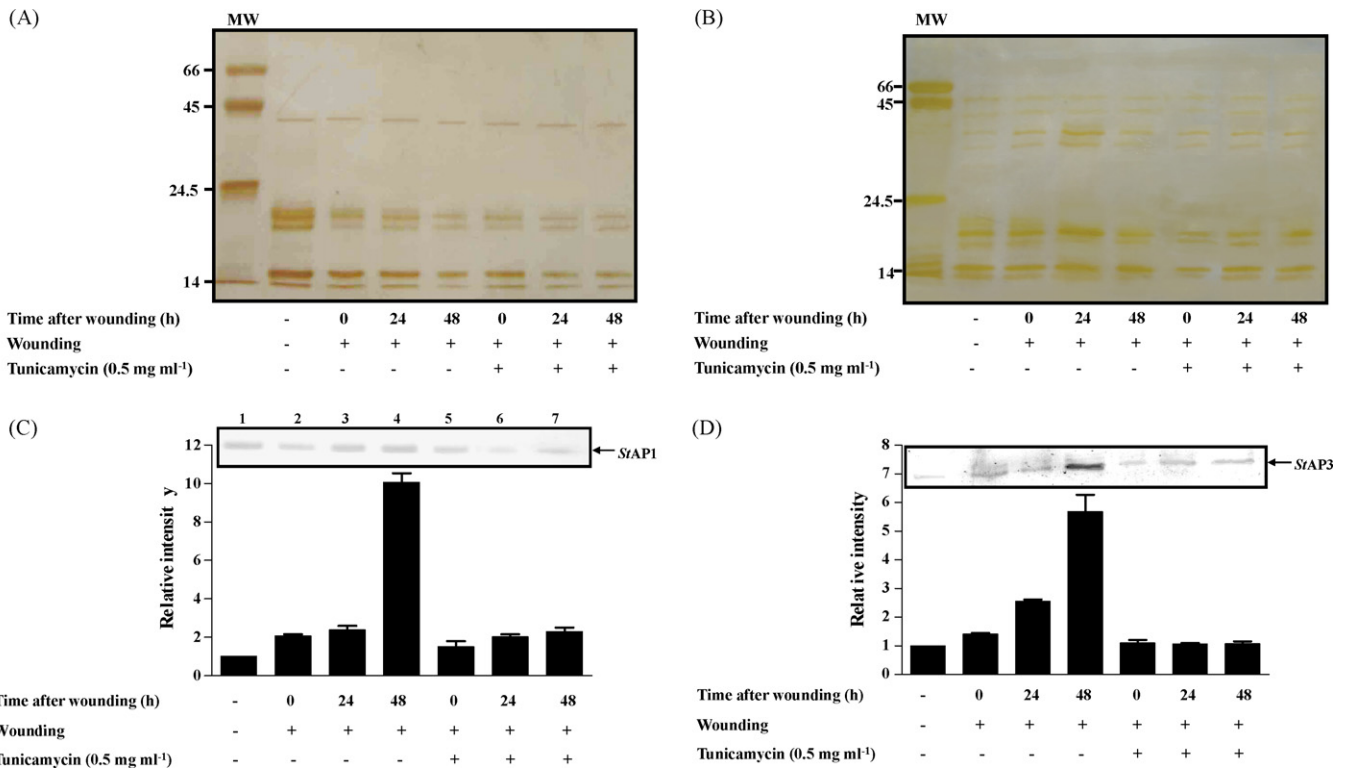 (A)
MW
66
45
24.5
14
Time after wounding (h) - 0 24 48 0 24 48
Wounding - + + + + + +
Tunicamycin (0.5 mg ml-1) - - - - + + +
(B)
MW
66
45
24.5
14
Time after wounding (h) - 0 24 48 0 24 48
Wounding - + + + + + +
Tunicamycin (0.5 mg ml-1) - - - - + + +
(C)
1 2 3 4 5 6 7
StAP1
Relative intensit y
12
10
8
6
4
2
0
Time after wounding (h) - 0 24 48 0 24 48
Wounding - + + + + + +
Tunicamycin (0.5 mg ml-1) - - - - + + +
(D)
StAP3
Relat ive intensity
8
7
6
5
4
3
2
1
0
Time after wounding (h) - 0 24 48 0 24 48
Wounding - + + + + + +
Tunicamycin (0.5 mg ml-1) - - - - + + +